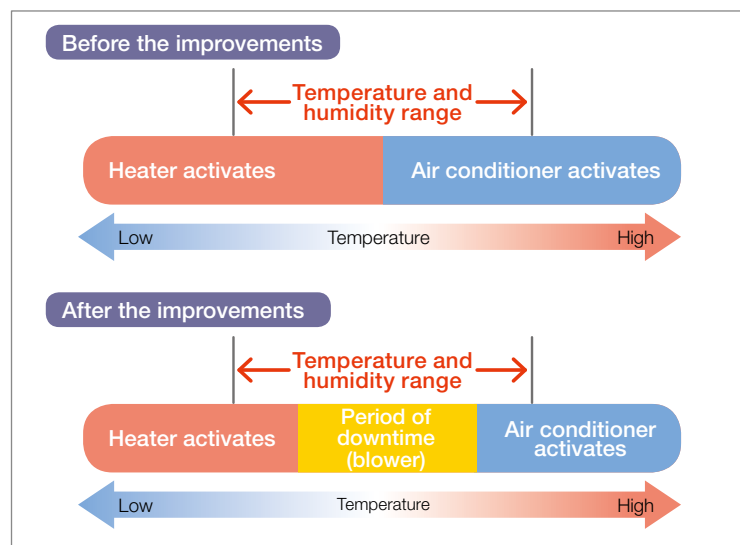 Before the improvements
Temperature and
humidity range
Heater activates
Air conditioner activates
Low
Temperature
High
After the improvements
Temperature and
humidity range
Heater activates
Period of
downtime
(blower)
Air conditioner
activates
Low
Temperature
High